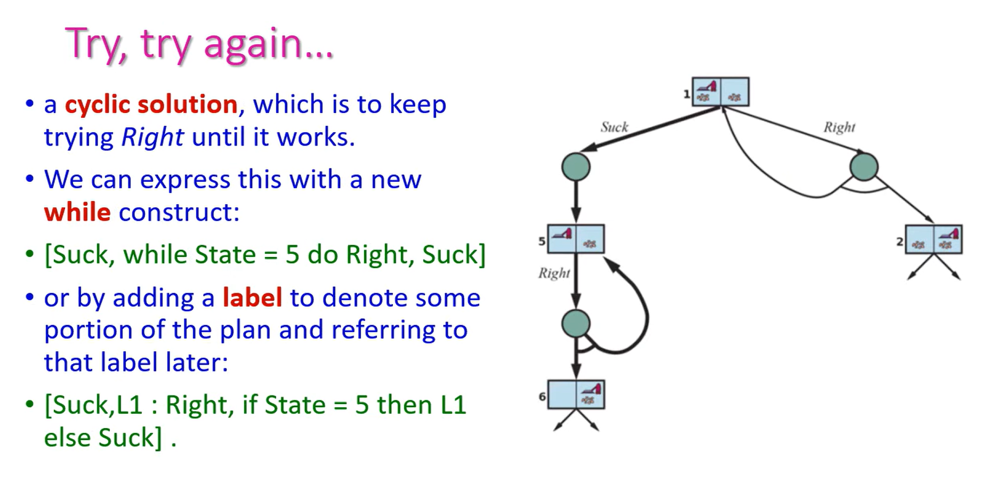 Try, try again...
• a cyclic solution, which is to keep
trying Right until it works.
• We can express this with a new
while construct:
• [Suck, while State = 5 do Right, Suck]
• or by adding a label to denote some
portion of the plan and referring to
that label later:
• [Suck,L1 : Right, if State = 5 then L1
else Suck] .
1
Suck
Right
5
2
Right
6